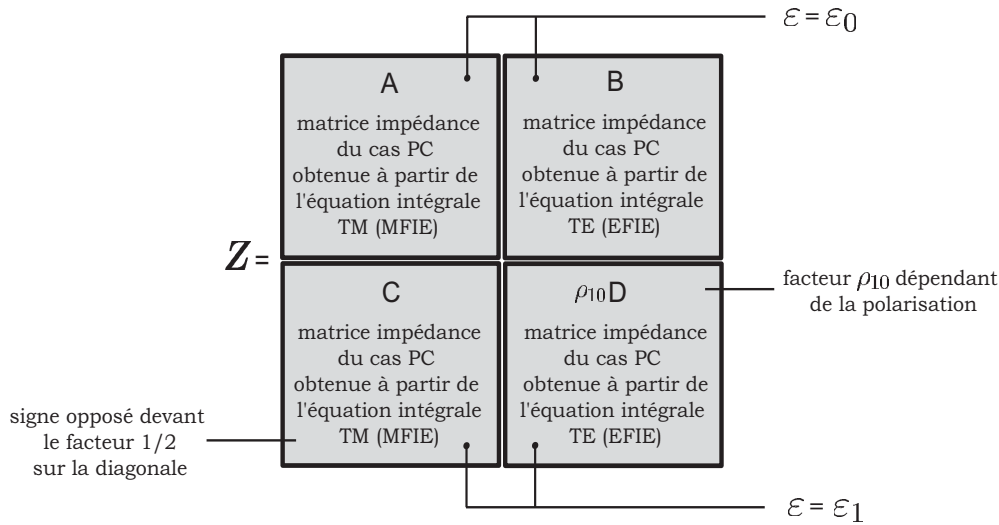 ε = ε₀
A
matrice impédance
du cas PC
obtenue à partir de
l'équation intégrale
TM (MFIE)
B
matrice impédance
du cas PC
obtenue à partir de
l'équation intégrale
TE (EFIE)
Z =
C
matrice impédance
du cas PC
obtenue à partir de
l'équation intégrale
TM (MFIE)
ρ₁₀D
matrice impédance
du cas PC
obtenue à partir de
l'équation intégrale
TE (EFIE)
facteur ρ₁₀ dépendant
de la polarisation
signe opposé devant
le facteur 1/2
sur la diagonale
ε = ε₁